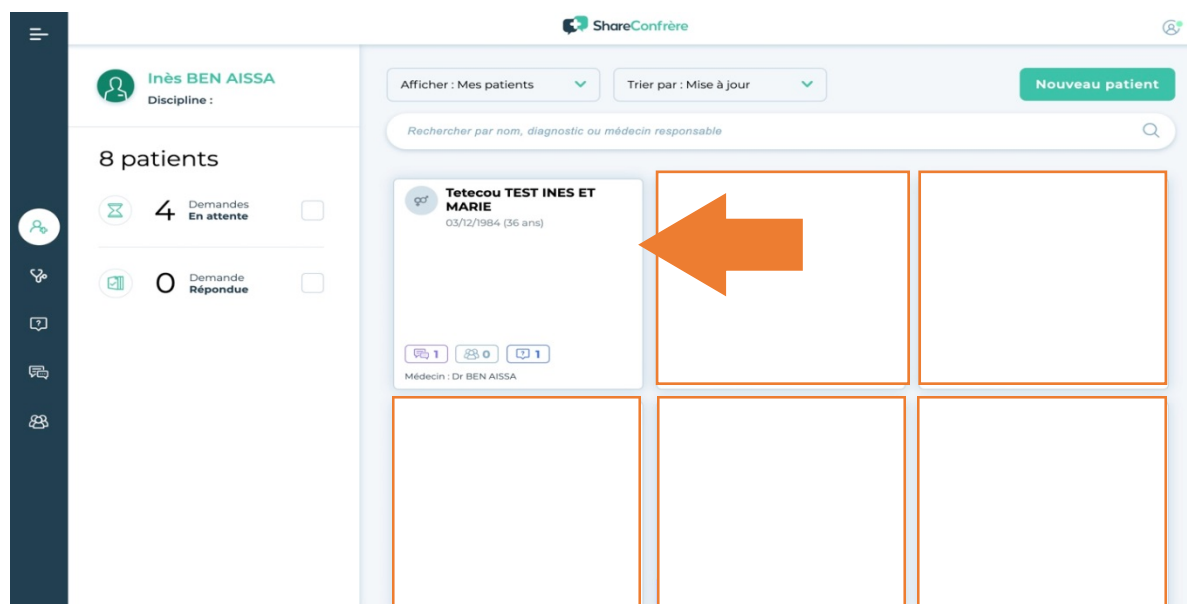 ShareConfrère
Inès BEN AISSA
Discipline :
8 patients
4 Demandes
En attente
0 Demande
Répondue
Afficher : Mes patients
Trier par : Mise à jour
Nouveau patient
Rechercher par nom, diagnostic ou médecin responsable
Tetecou TEST INES ET
MARIE
03/12/1984 (36 ans)
1 0 1
Médecin : Dr BEN AISSA